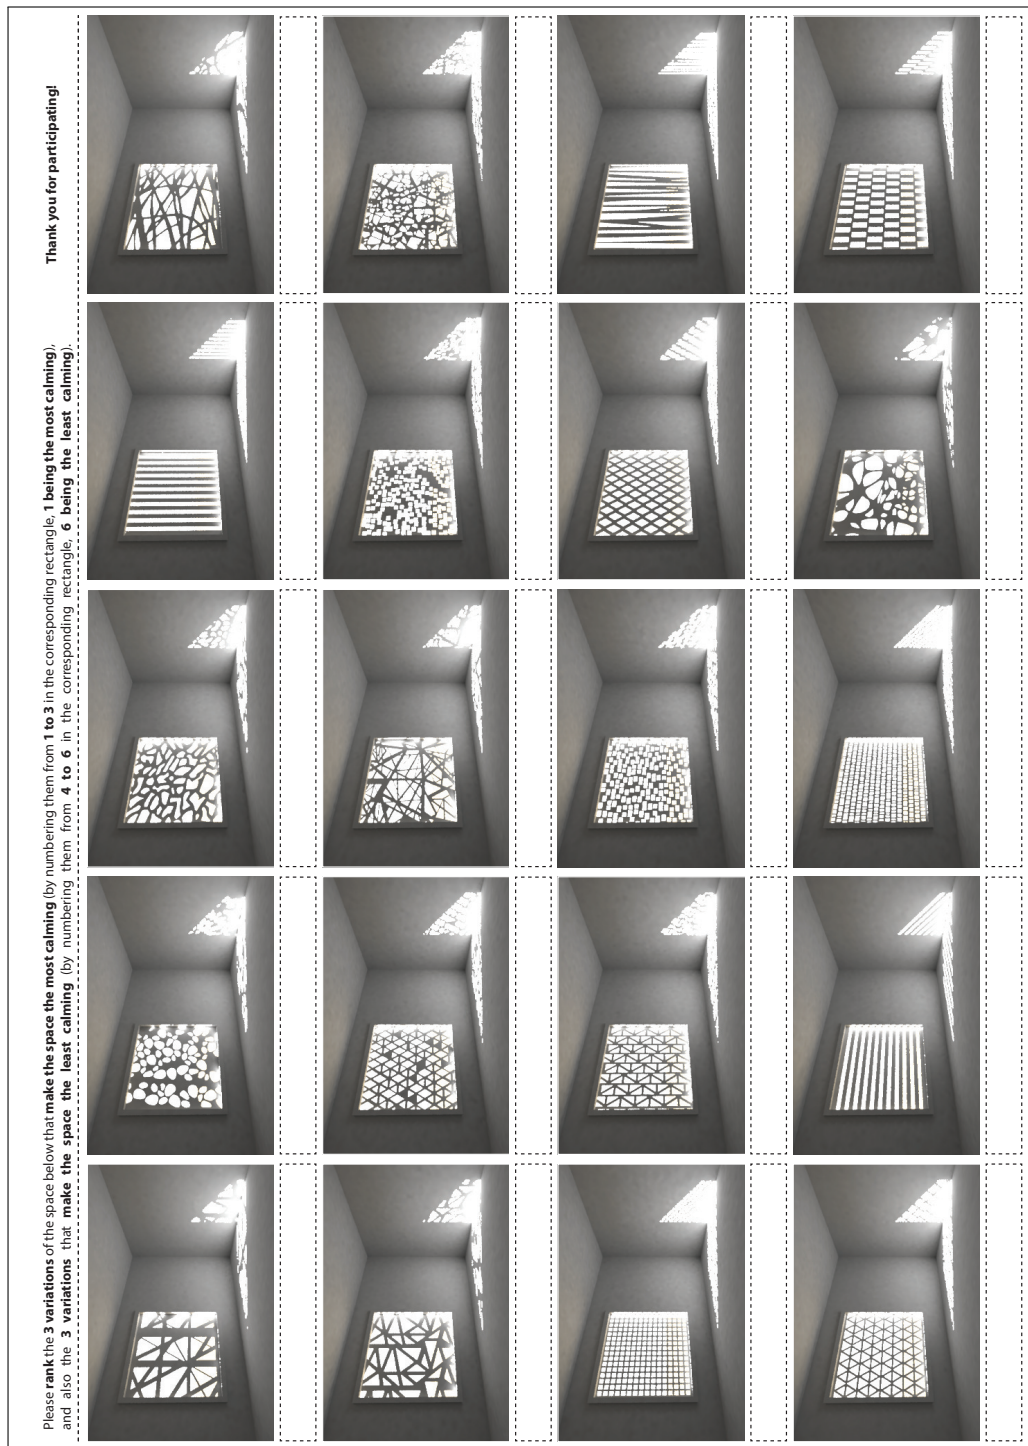 Please rank the 3 variations of the space below that make the space the most calming (by numbering them from 1 to 3 in the corresponding rectangle, 1 being the most calming),
and also the 3 variations that make the space the least calming (by numbering them from 4 to 6 in the corresponding rectangle, 6 being the least calming).
Thank you for participating!